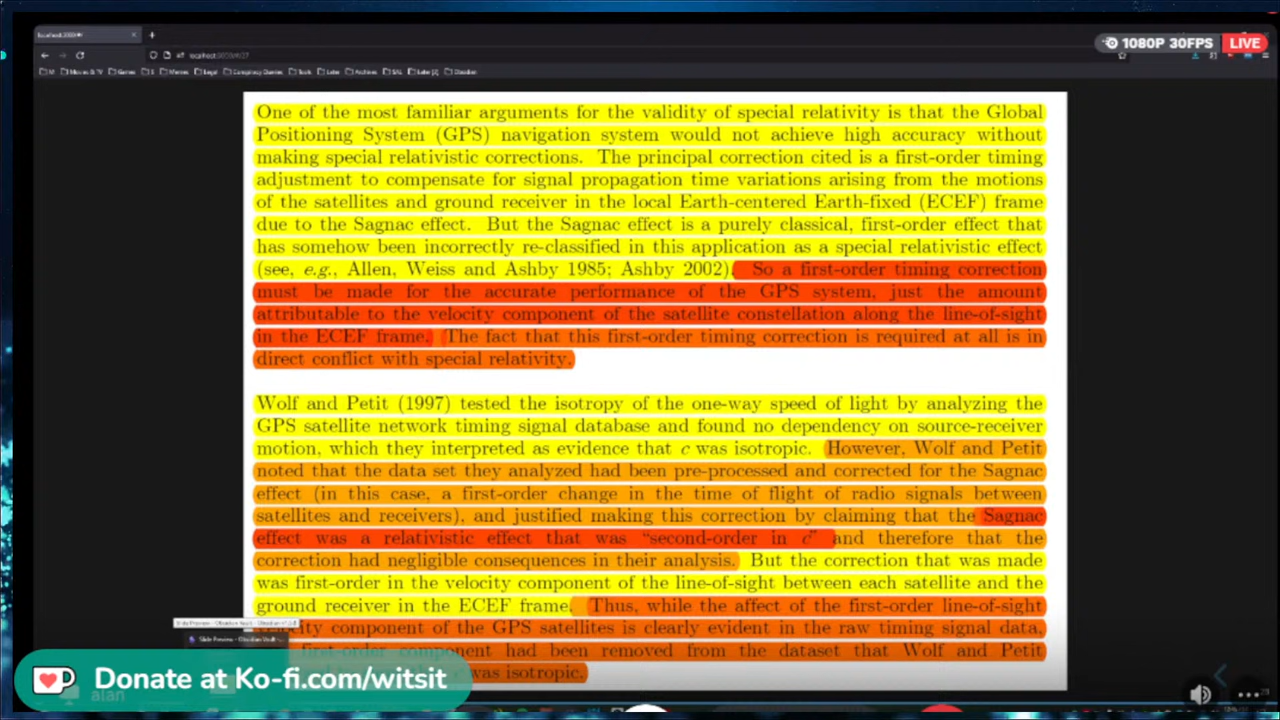 localhost:3000
1080P 30FPS
LIVE
localhost:3000
Movies & TV
Games
Memes
Legal
Conspiracy Queries
Tools
Archives
One of the most familiar arguments for the validity of special relativity is that the Global
Positioning System (GPS) navigation system would not achieve high accuracy without
making special relativistic corrections. The principal correction cited is a first-order timing
adjustment to compensate for signal propagation time variations arising from the motions
of the satellites and ground receiver in the local Earth-centered Earth-fixed (ECEF) frame
due to the Sagnac effect. But the Sagnac effect is a purely classical, first-order effect that
has somehow been incorrectly re-classified in this application as a special relativistic effect
(see, e.g., Allen, Weiss and Ashby 1985; Ashby 2002). So a first-order timing correction
must be made for the accurate performance of the GPS system, just the amount
attributable to the velocity component of the satellite constellation along the line-of-sight
in the ECEF frame. The fact that this first-order timing correction is required at all is in
direct conflict with special relativity.
Wolf and Petit (1997) tested the isotropy of the one-way speed of light by analyzing the
GPS satellite network timing signal database and found no dependency on source-receiver
motion, which they interpreted as evidence that c was isotropic. However, Wolf and Petit
noted that the data set they analyzed had been pre-processed and corrected for the Sagnac
effect (in this case, a first-order change in the time of flight of radio signals between
satellites and receivers), and justified making this correction by claiming that the Sagnac
effect was a relativistic effect that was “second-order in c” and therefore that the
correction had negligible consequences in their analysis. But the correction that was made
was first-order in the velocity component of the line-of-sight between each satellite and the
ground receiver in the ECEF frame. Thus, while the affect of the first-order line-of-sight
component of the GPS satellites is clearly evident in the raw timing signal data,
component had been removed from the dataset that Wolf and Petit
was isotropic.
Slide Preview - Obsidian Vault
Donate at Ko-fi.com/witsit
alan